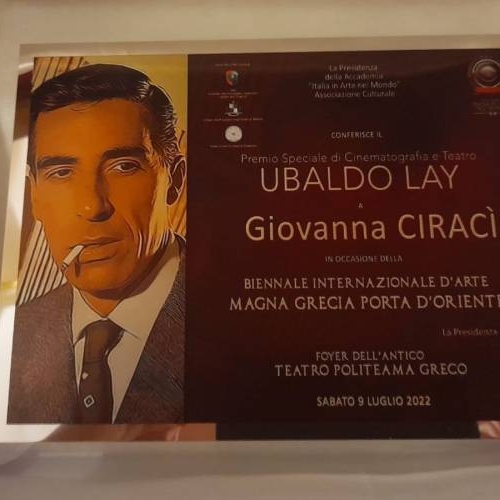 La Presidenza
della Accademia
"Italia in Arte nel Mondo"
Associazione Culturale
CONFERISCE IL
Premio Speciale di Cinematografia e Teatro
UBALDO LAY
A
Giovanna CIRACÌ
IN OCCASIONE DELLA
BIENNALE INTERNAZIONALE D'ARTE
MAGNA GRECIA PORTA D'ORIENTE
La Presidenza
FOYER DELL'ANTICO
TEATRO POLITEAMA GRECO
SABATO 9 LUGLIO 2022